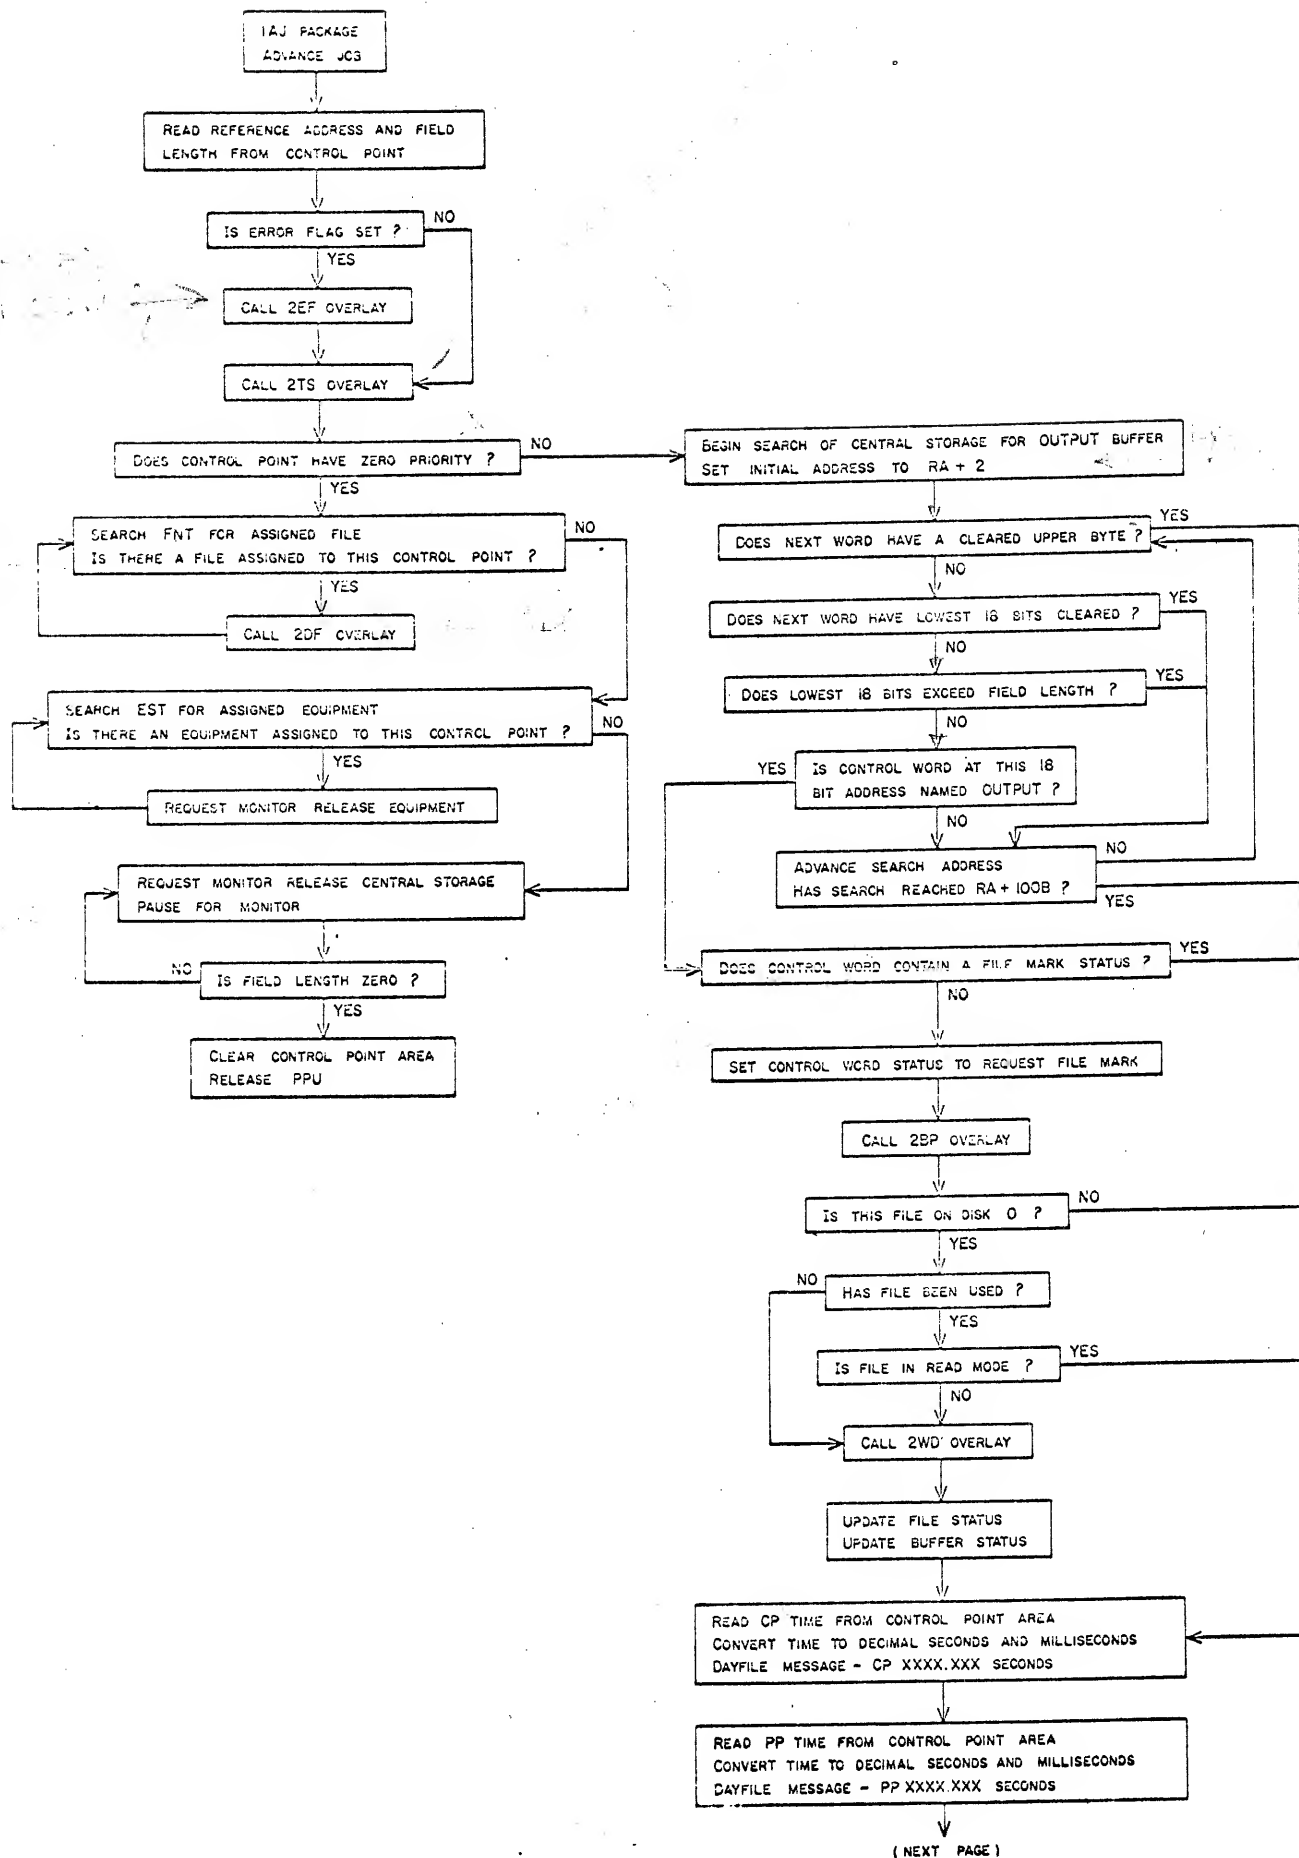 1AJ PACKAGE
ADVANCE JOB
READ REFERENCE ADDRESS AND FIELD
LENGTH FROM CONTROL POINT
IS ERROR FLAG SET ?
NO
YES
CALL 2EF OVERLAY
CALL 2TS OVERLAY
DOES CONTROL POINT HAVE ZERO PRIORITY ?
NO
YES
SEARCH FNT FOR ASSIGNED FILE
IS THERE A FILE ASSIGNED TO THIS CONTROL POINT ?
NO
YES
CALL 2DF OVERLAY
SEARCH EST FOR ASSIGNED EQUIPMENT
IS THERE AN EQUIPMENT ASSIGNED TO THIS CONTROL POINT ?
NO
YES
REQUEST MONITOR RELEASE EQUIPMENT
REQUEST MONITOR RELEASE CENTRAL STORAGE
PAUSE FOR MONITOR
NO
IS FIELD LENGTH ZERO ?
YES
CLEAR CONTROL POINT AREA
RELEASE PPU
BEGIN SEARCH OF CENTRAL STORAGE FOR OUTPUT BUFFER
SET INITIAL ADDRESS TO RA + 2
DOES NEXT WORD HAVE A CLEARED UPPER BYTE ?
YES
NO
DOES NEXT WORD HAVE LOWEST 18 BITS CLEARED ?
YES
NO
DOES LOWEST 18 BITS EXCEED FIELD LENGTH ?
YES
NO
YES
IS CONTROL WORD AT THIS 18
BIT ADDRESS NAMED OUTPUT ?
NO
ADVANCE SEARCH ADDRESS
HAS SEARCH REACHED RA + 100B ?
NO
YES
DOES CONTROL WORD CONTAIN A FILE MARK STATUS ?
YES
NO
SET CONTROL WORD STATUS TO REQUEST FILE MARK
CALL 2BP OVERLAY
IS THIS FILE ON DISK 0 ?
NO
YES
NO
HAS FILE BEEN USED ?
YES
IS FILE IN READ MODE ?
YES
NO
CALL 2WD OVERLAY
UPDATE FILE STATUS
UPDATE BUFFER STATUS
READ CP TIME FROM CONTROL POINT AREA
CONVERT TIME TO DECIMAL SECONDS AND MILLISECONDS
DAYFILE MESSAGE - CP XXXX.XXX SECONDS
READ PP TIME FROM CONTROL POINT AREA
CONVERT TIME TO DECIMAL SECONDS AND MILLISECONDS
DAYFILE MESSAGE - PP XXXX.XXX SECONDS
(NEXT PAGE)